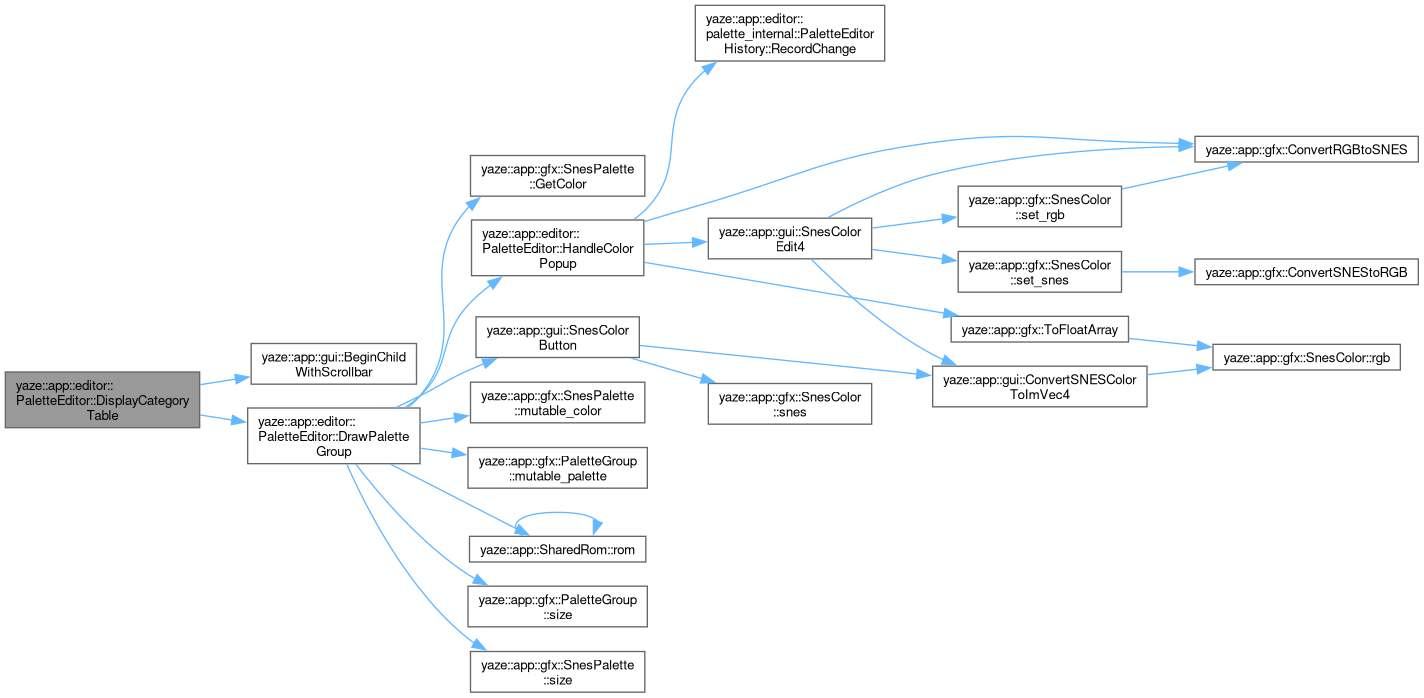 yaze::app::editor::
PaletteEditor::DisplayCategory
Table
yaze::app::gui::BeginChild
WithScrollbar
yaze::app::editor::
PaletteEditor::DrawPalette
Group
yaze::app::gfx::SnesPalette
::GetColor
yaze::app::editor::
PaletteEditor::HandleColor
Popup
yaze::app::gui::SnesColor
Button
yaze::app::gfx::SnesPalette
::mutable_color
yaze::app::gfx::PaletteGroup
::mutable_palette
yaze::app::SharedRom::rom
yaze::app::gfx::PaletteGroup
::size
yaze::app::gfx::SnesPalette
::size
yaze::app::editor::
palette_internal::PaletteEditor
History::RecordChange
yaze::app::gui::SnesColor
Edit4
yaze::app::gfx::SnesColor
::snes
yaze::app::gfx::SnesColor
::set_rgb
yaze::app::gfx::SnesColor
::set_snes
yaze::app::gfx::ToFloatArray
yaze::app::gui::ConvertSNESColor
ToImVec4
yaze::app::gfx::ConvertRGBtoSNES
yaze::app::gfx::ConvertSNEStoRGB
yaze::app::gfx::SnesColor::rgb